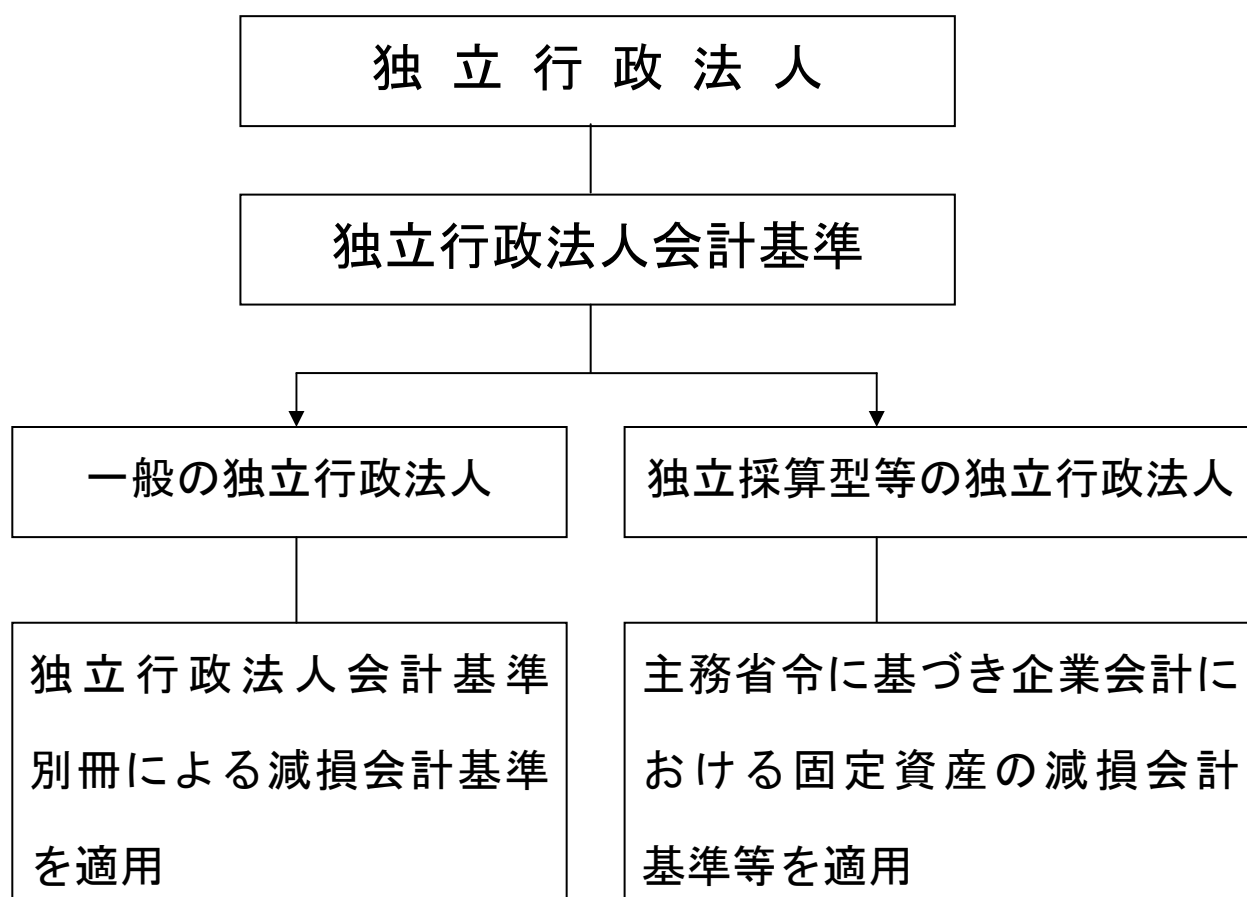 独立行政法人
独立行政法人会計基準
一般の独立行政法人
独立採算型等の独立行政法人
独立行政法人会計基準
別冊による減損会計基準
を適用
主務省令に基づき企業会計に
おける固定資産の減損会計
基準等を適用